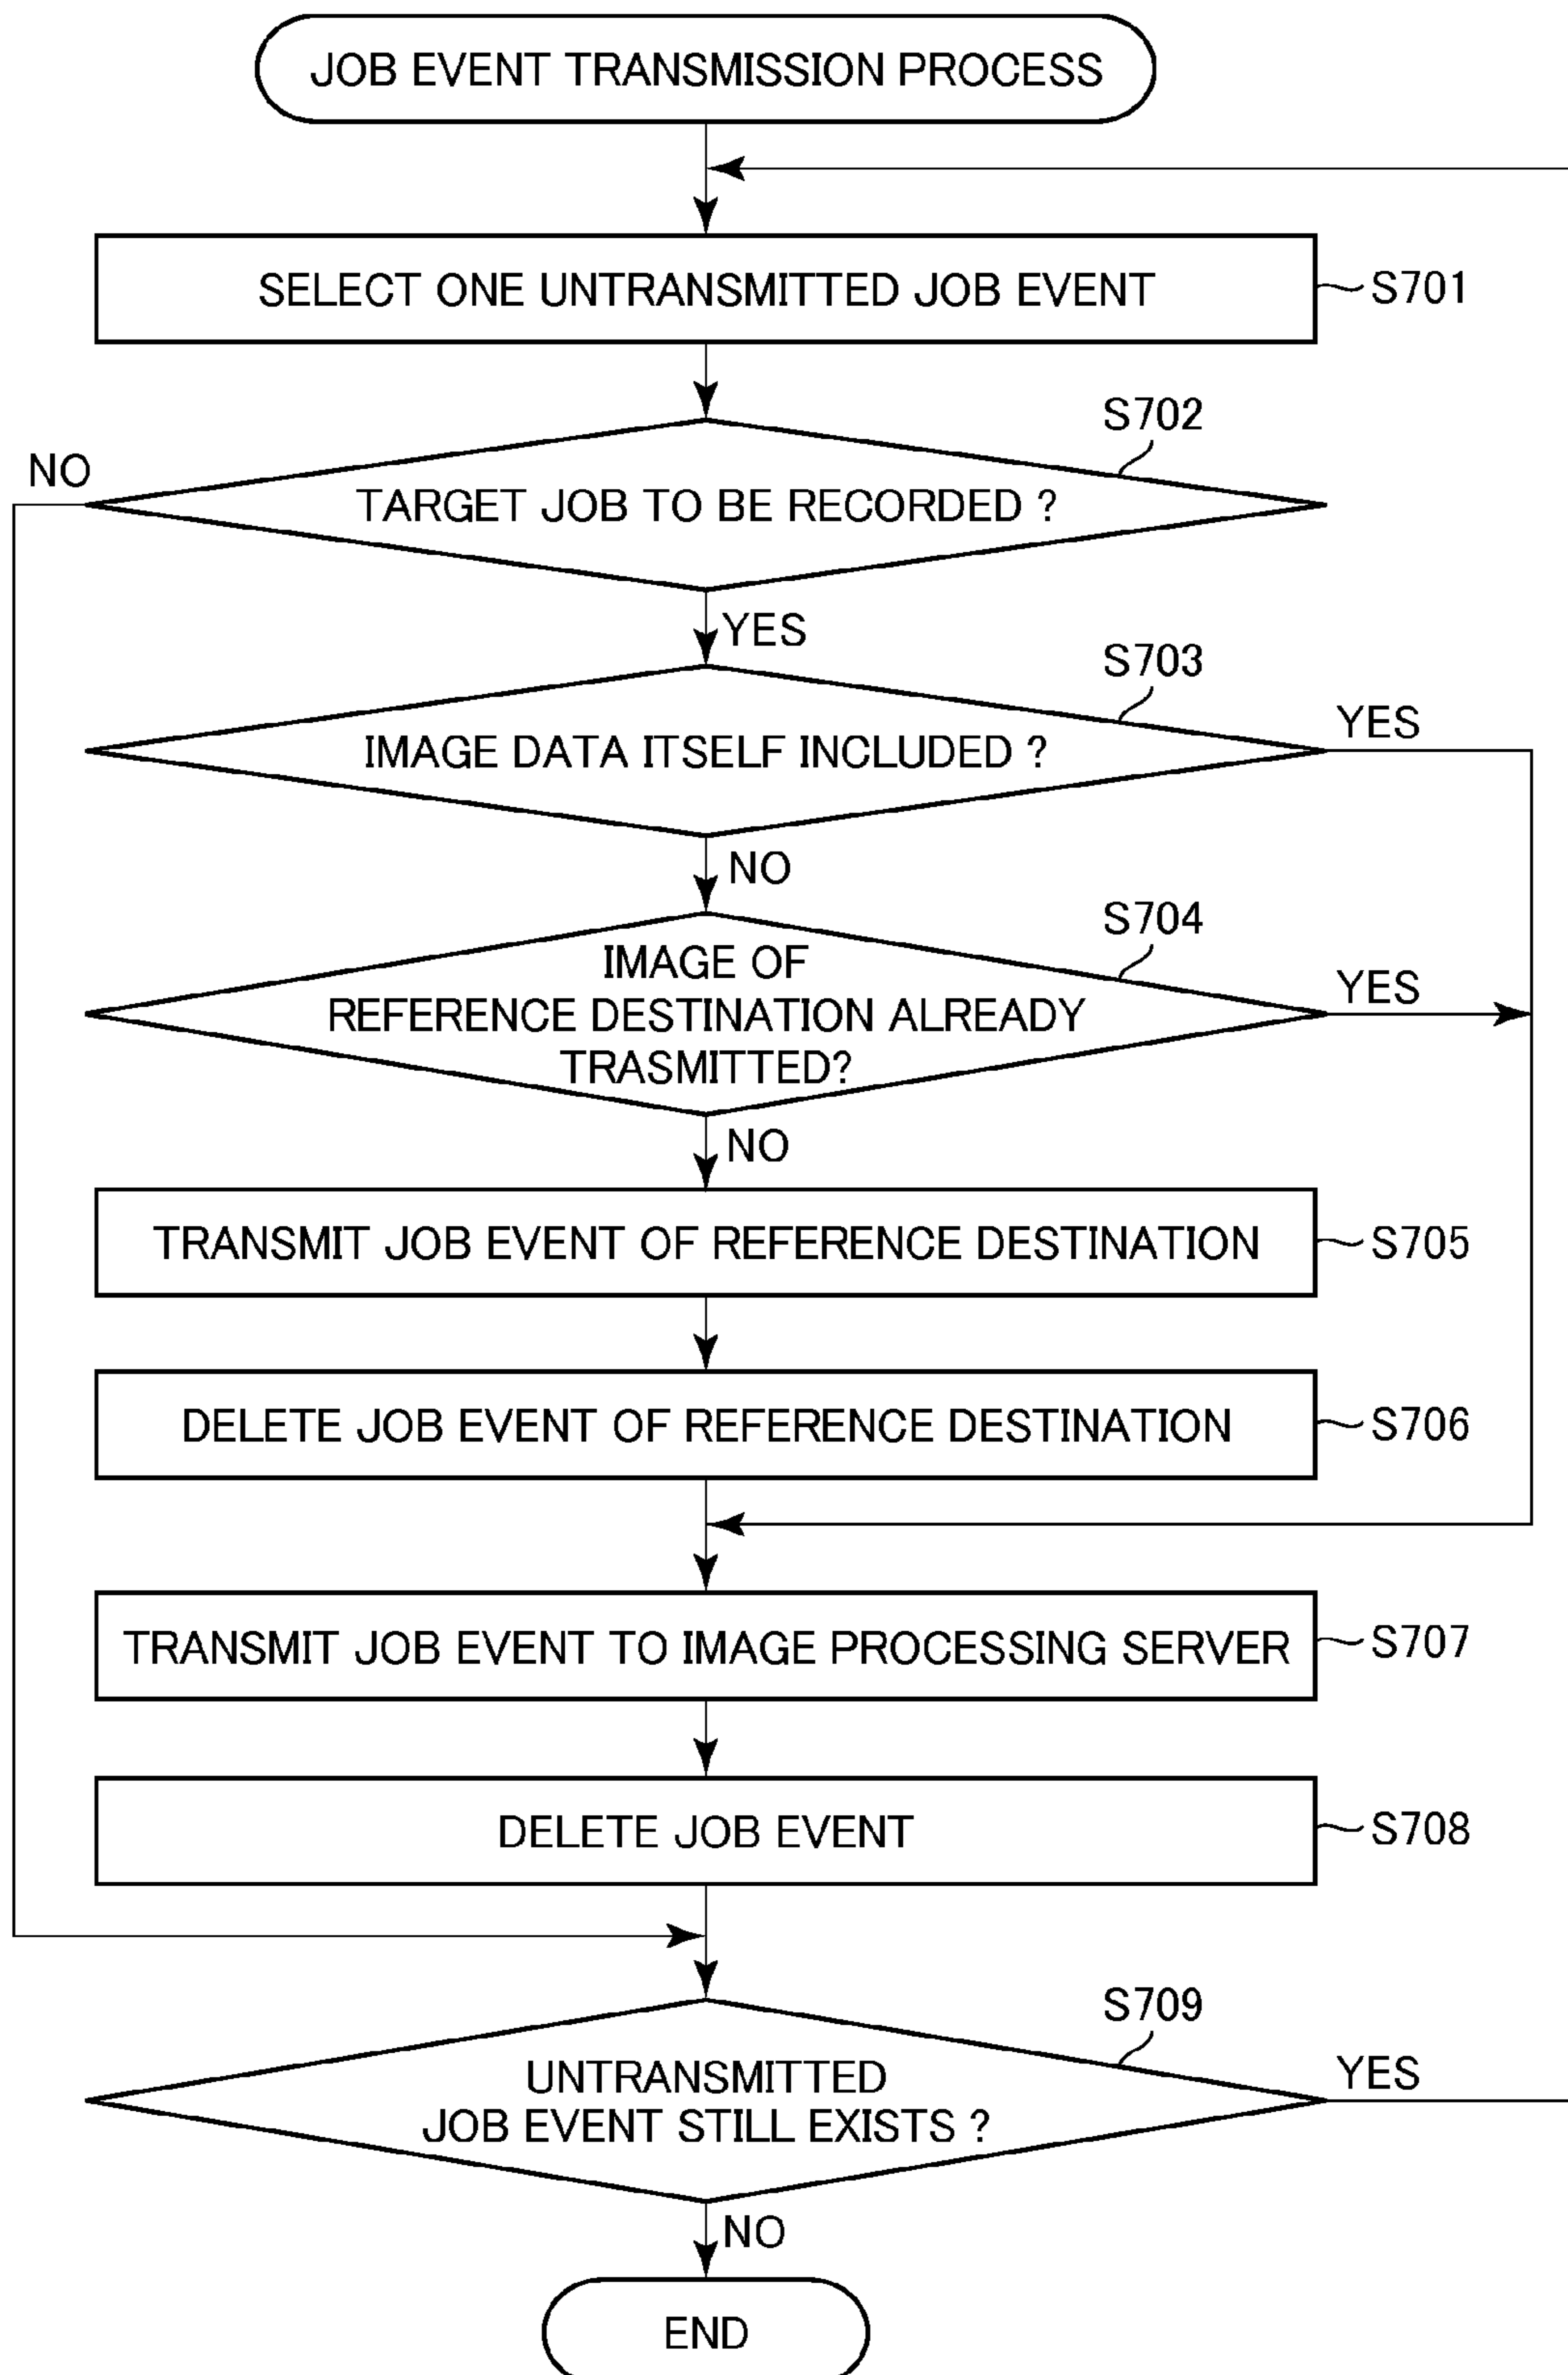 JOB EVENT TRANSMISSION PROCESS
SELECT ONE UNTRANSMITTED JOB EVENT
S701
S702
NO
TARGET JOB TO BE RECORDED ?
YES
S703
YES
IMAGE DATA ITSELF INCLUDED ?
NO
S704
IMAGE OF
REFERENCE DESTINATION ALREADY
TRASMITTED?
YES
NO
TRANSMIT JOB EVENT OF REFERENCE DESTINATION
S705
DELETE JOB EVENT OF REFERENCE DESTINATION
S706
TRANSMIT JOB EVENT TO IMAGE PROCESSING SERVER
S707
DELETE JOB EVENT
S708
S709
UNTRANSMITTED
JOB EVENT STILL EXISTS ?
YES
NO
END